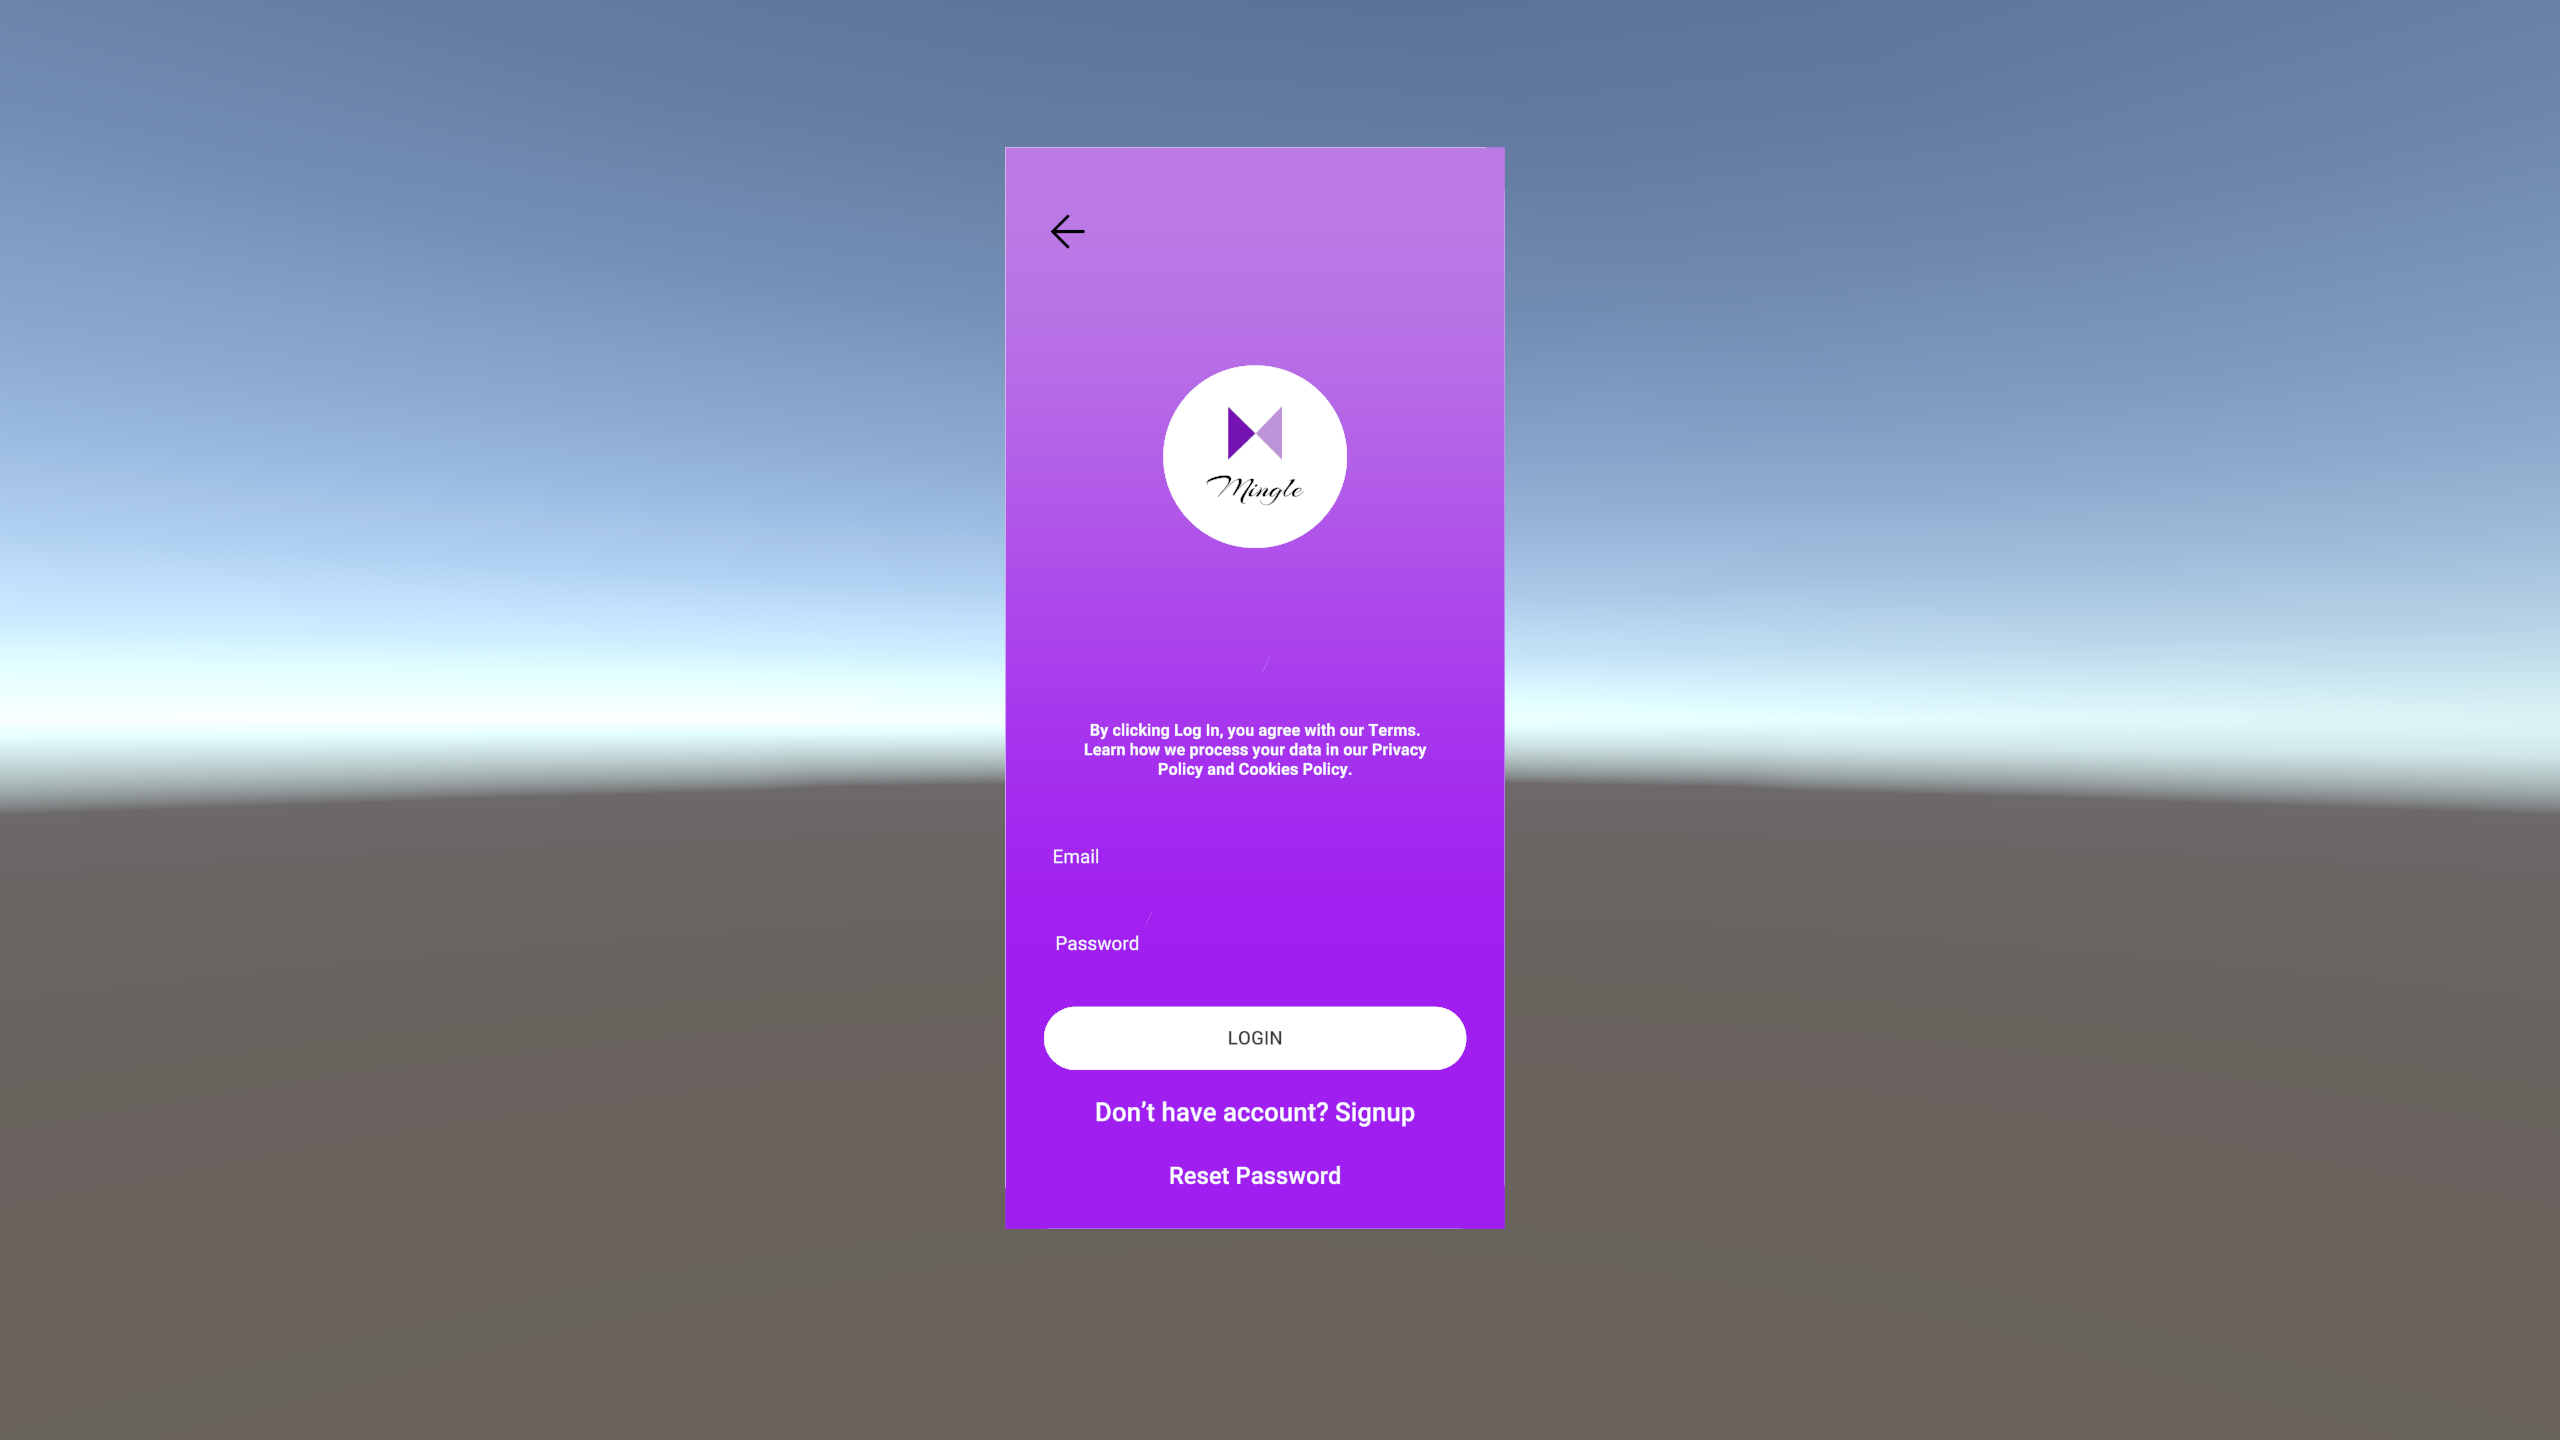 Mingle
By clicking Log In, you agree with our Terms.
Learn how we process your data in our Privacy
Policy and Cookies Policy.
Email
Password
LOGIN
Don’t have account? Signup
Reset Password